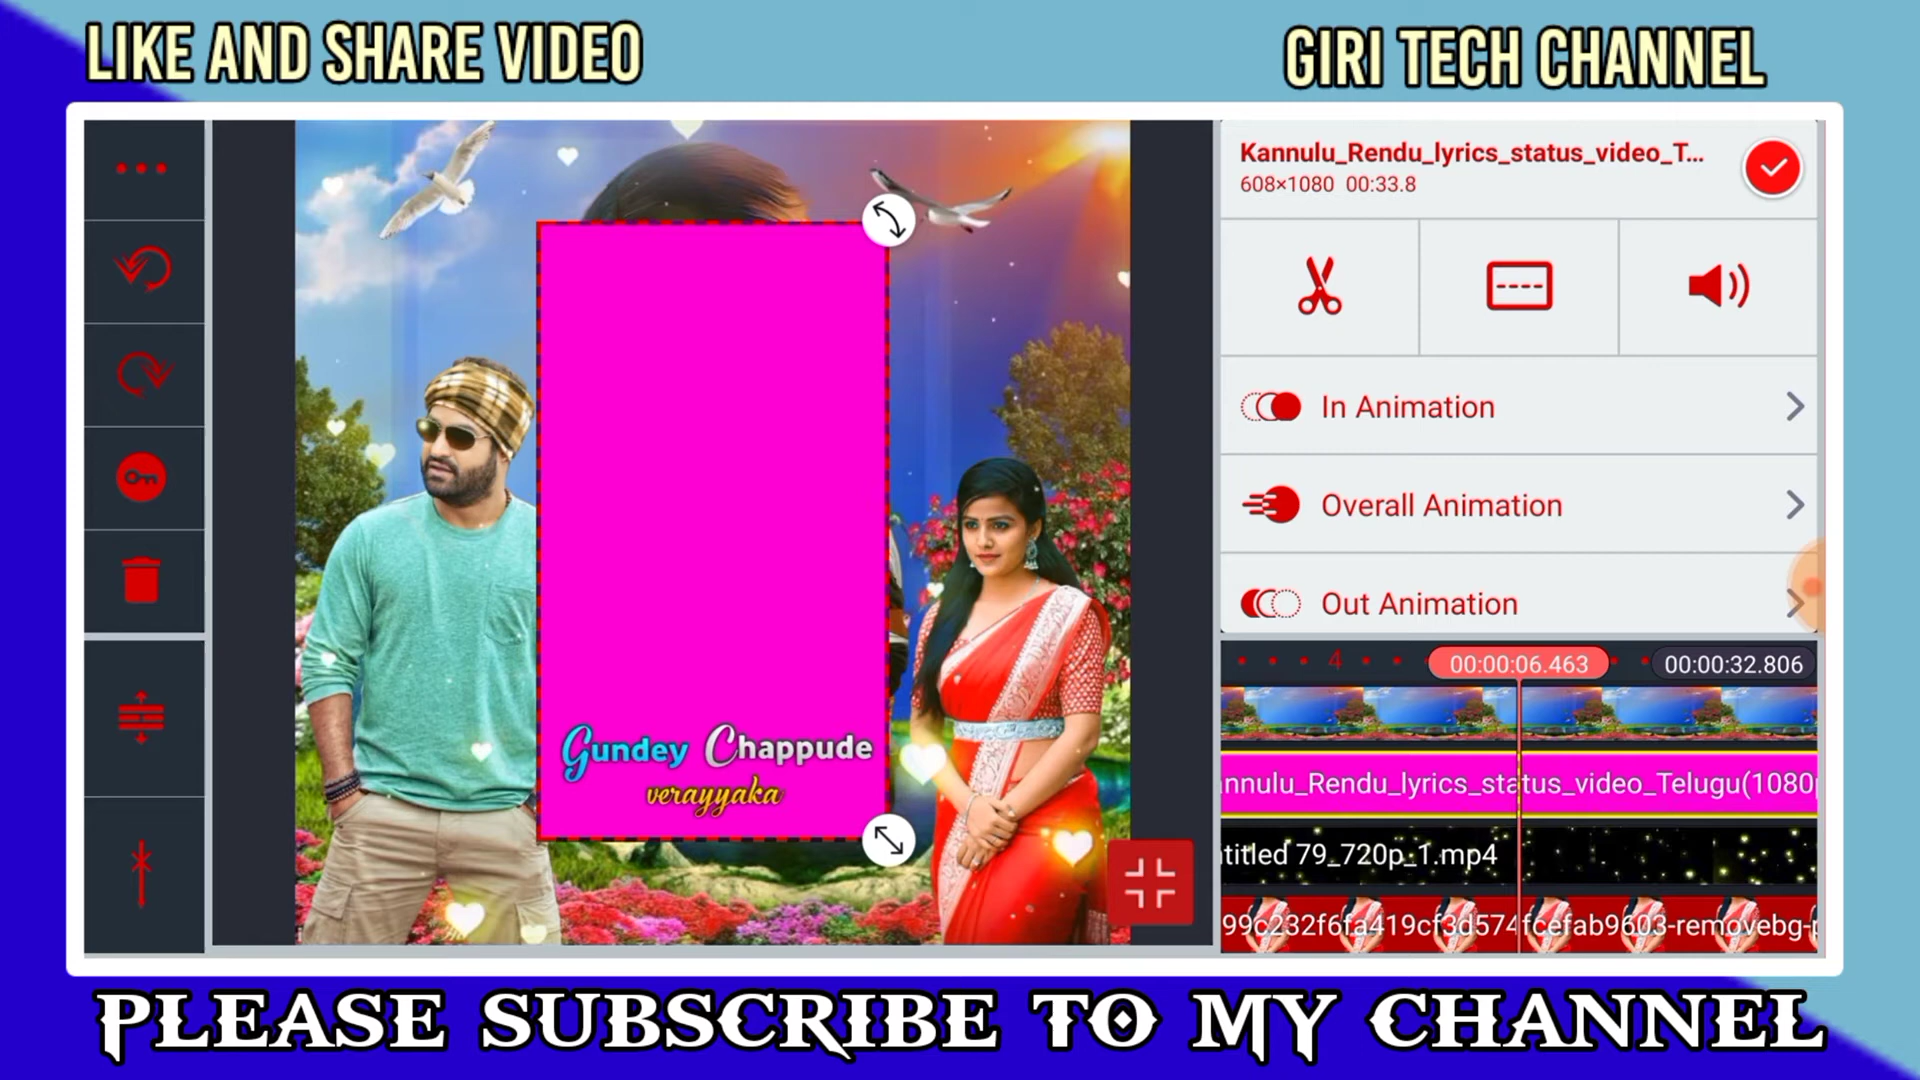 LIKE AND SHARE VIDEO
GIRI TECH CHANNEL
Kannulu_Rendu_lyrics_status_video_T...
608×1080 00:33.8
In Animation
Overall Animation
Out Animation
Gundey Chappude
verayyaka
4
00:00:06.463
00:00:32.806
nnulu_Rendu_lyrics_status_video_Telugu(1080p
titled 79_720p_1.mp4
99c232f6fa419cf3d574fcefab9603-removebg-p
PLEASE SUBSCRIBE TO MY CHANNEL